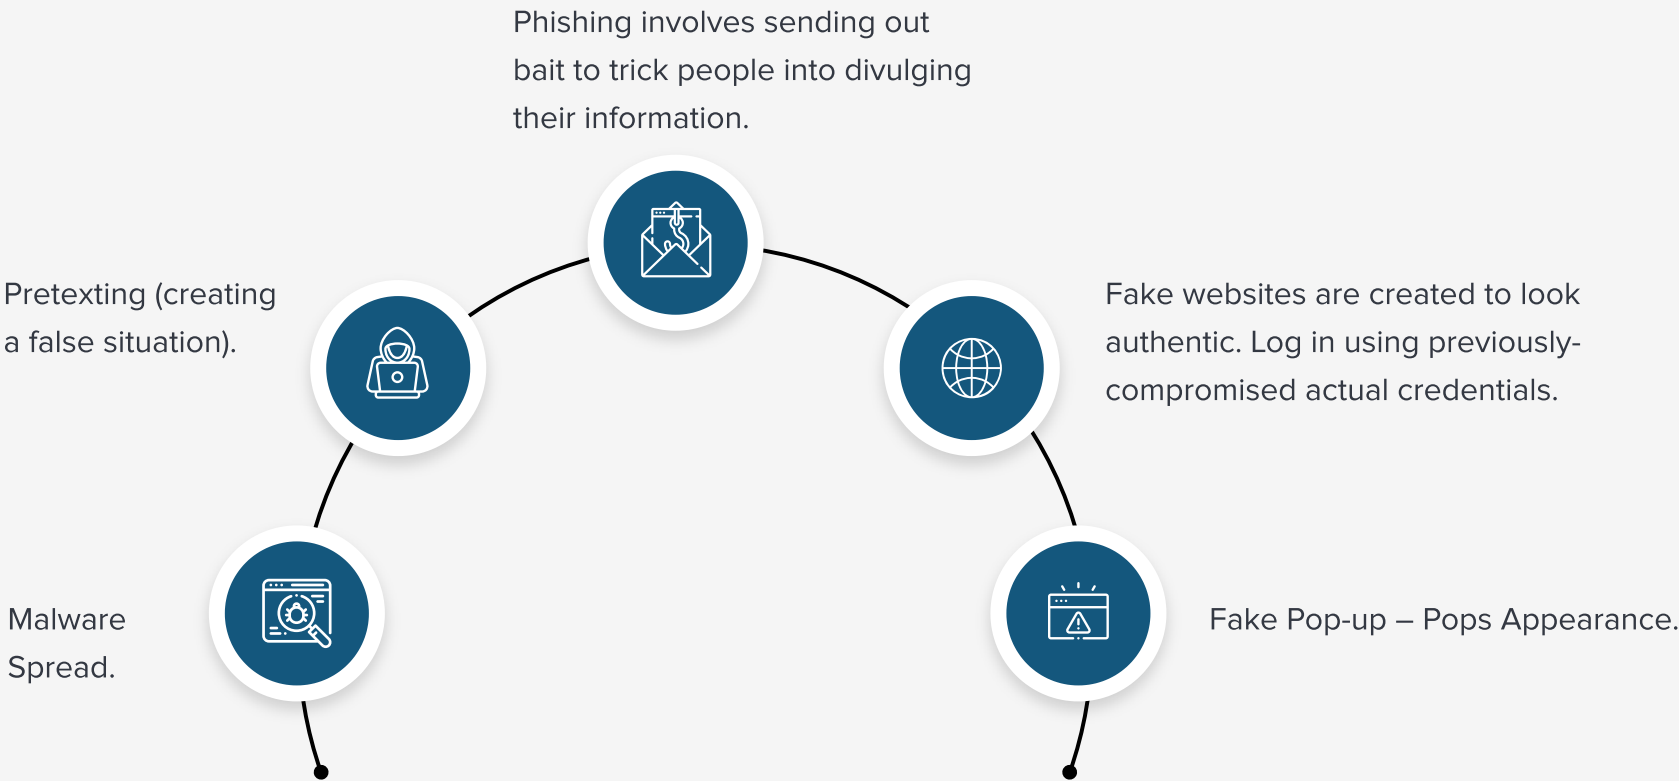 Phishing involves sending out
bait to trick people into divulging
their information.
Pretexting (creating
a false situation).
Fake websites are created to look
authentic. Log in using previously-
compromised actual credentials.
Malware
Spread.
Fake Pop-up – Pops Appearance.